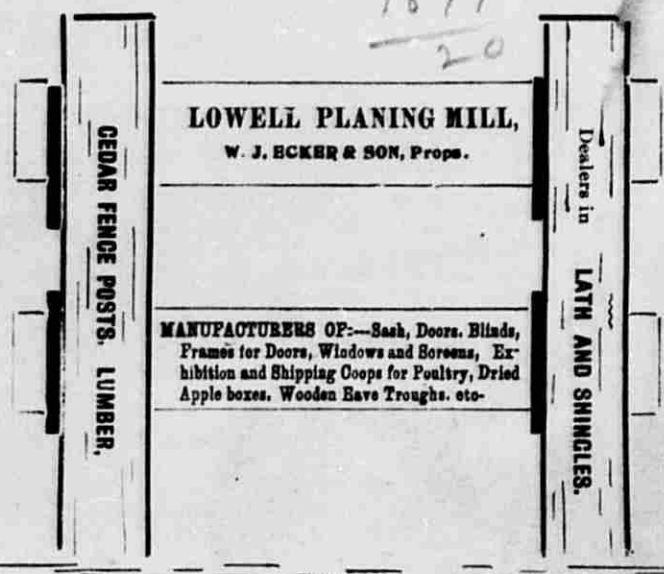 20
LOWELL PLANING MILL,
W. J. ECKER & SON, Props.
CEDAR FENCE POSTS. LUMBER,
Dealers in LATH AND SHINGLES.
MANUFACTURERS OF:—Sash, Doors. Blinds,
Frames for Doors, Windows and Screens, Ex-
hibition and Shipping Coops for Poultry, Dried
Apple boxes. Wooden Eave Troughs. etc-